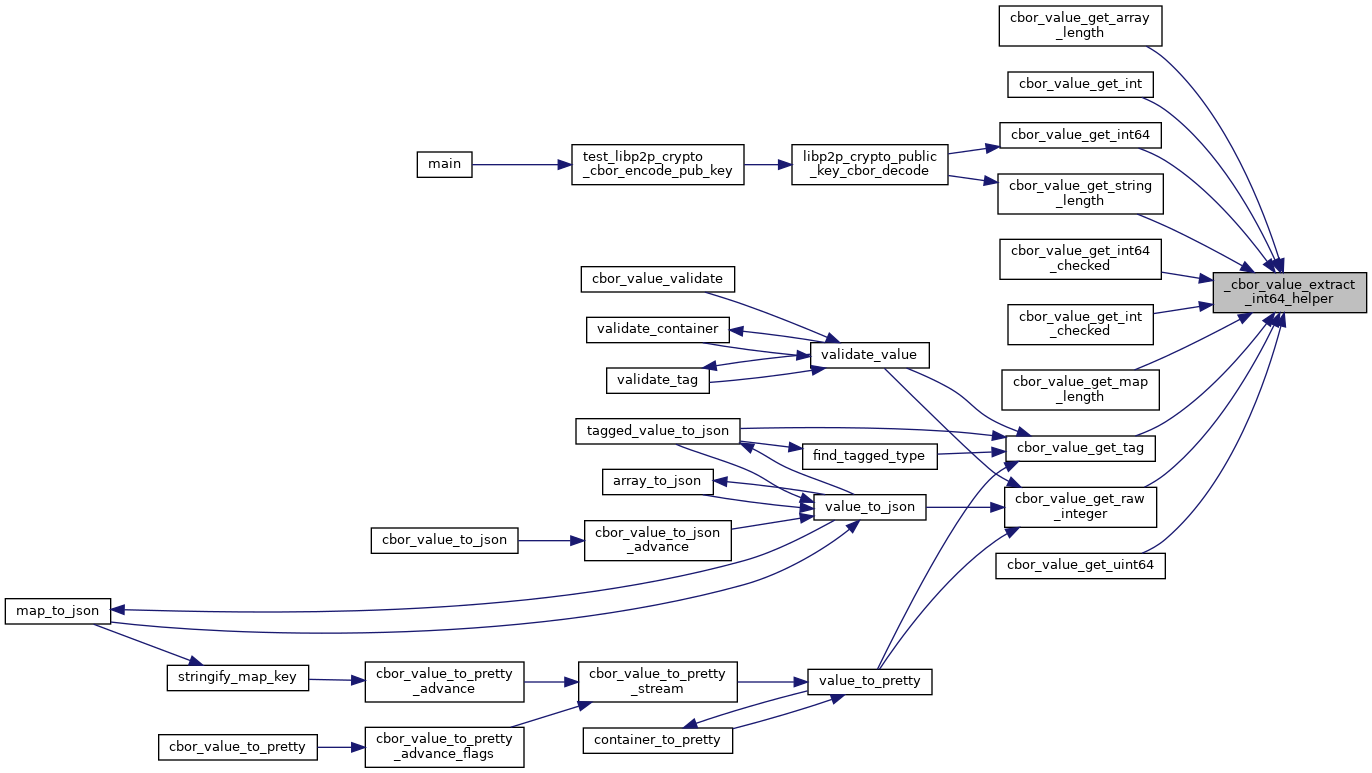 cbor_value_get_array
_length
cbor_value_get_int
cbor_value_get_int64
main
test_libp2p_crypto
_cbor_encode_pub_key
libp2p_crypto_public
_key_cbor_decode
cbor_value_get_string
_length
cbor_value_get_int64
_checked
cbor_value_validate
_cbor_value_extract
_int64_helper
cbor_value_get_int
_checked
validate_container
validate_value
validate_tag
cbor_value_get_map
_length
tagged_value_to_json
find_tagged_type
cbor_value_get_tag
array_to_json
value_to_json
cbor_value_get_raw
_integer
cbor_value_to_json
cbor_value_to_json
_advance
cbor_value_get_uint64
map_to_json
stringify_map_key
cbor_value_to_pretty
_advance
cbor_value_to_pretty
_stream
value_to_pretty
cbor_value_to_pretty
cbor_value_to_pretty
_advance_flags
container_to_pretty